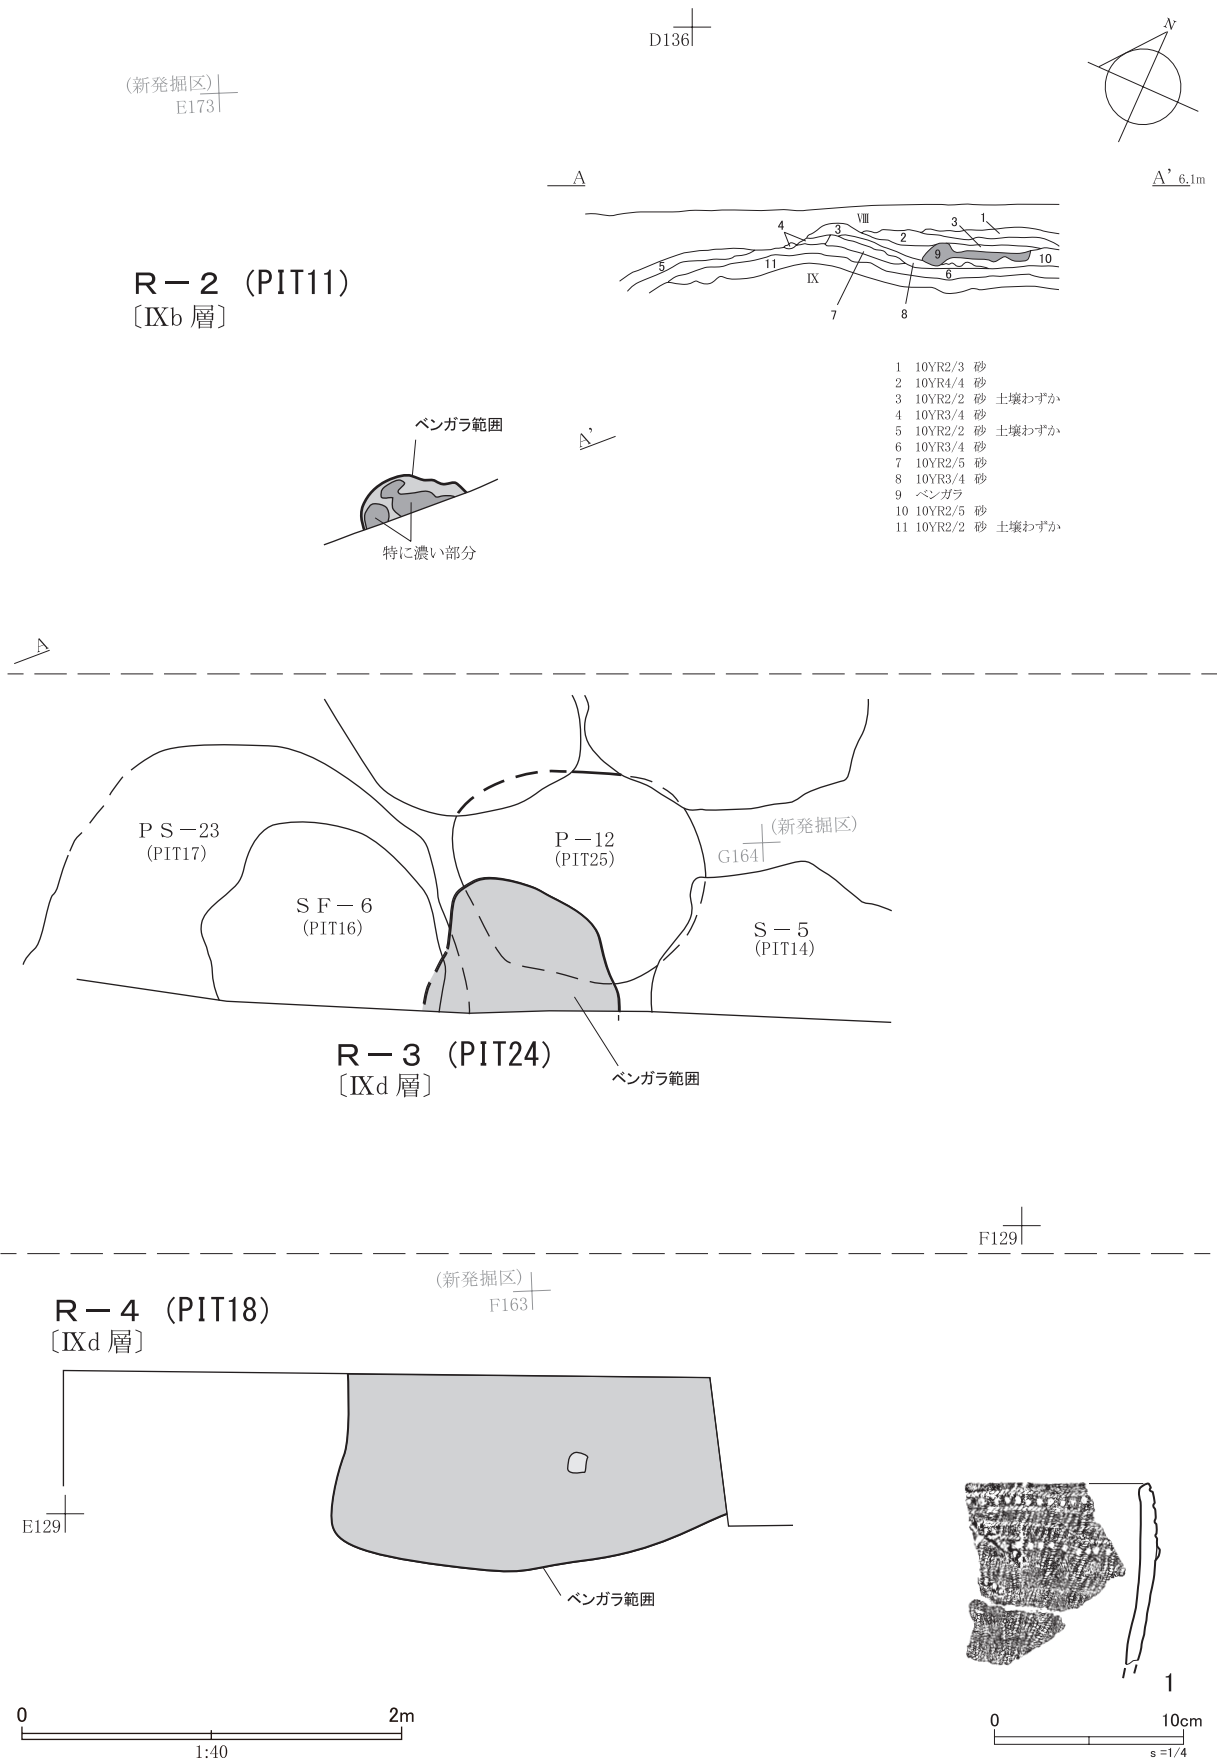 D136
N
(新発掘区)
E173
A
A' 6.1m
Ⅷ
1
2
3
3
4
5
6
7
8
9
10
11
Ⅸ
R-2 (PIT11)
〔Ⅸb 層〕
1 10YR2/3 砂
2 10YR4/4 砂
3 10YR2/2 砂 土壌わずか
4 10YR3/4 砂
5 10YR2/2 砂 土壌わずか
6 10YR3/4 砂
7 10YR2/5 砂
8 10YR3/4 砂
9 ベンガラ
10 10YR2/5 砂
11 10YR2/2 砂 土壌わずか
ベンガラ範囲
A'
特に濃い部分
A
PS-23
(PIT17)
SF-6
(PIT16)
P-12
(PIT25)
(新発掘区)
G164
S-5
(PIT14)
R-3 (PIT24)
〔Ⅸd 層〕
ベンガラ範囲
F129
(新発掘区)
F163
R-4 (PIT18)
〔Ⅸd 層〕
E129
ベンガラ範囲
1
0 2m
1:40
0 10cm
s=1/4